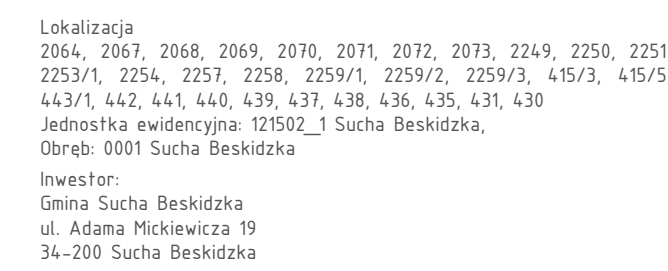 Lokalizacja
2064, 2067, 2068, 2069, 2070, 2071, 2072, 2073, 2249, 2250, 2251
2253/1, 2254, 2257, 2258, 2259/1, 2259/2, 2259/3, 415/3, 415/5
443/1, 442, 441, 440, 439, 437, 438, 436, 435, 431, 430
Jednostka ewidencyjna: 121502_1 Sucha Beskidzka,
Obręb: 0001 Sucha Beskidzka
Inwestor:
Gmina Sucha Beskidzka
ul. Adama Mickiewicza 19
34-200 Sucha Beskidzka